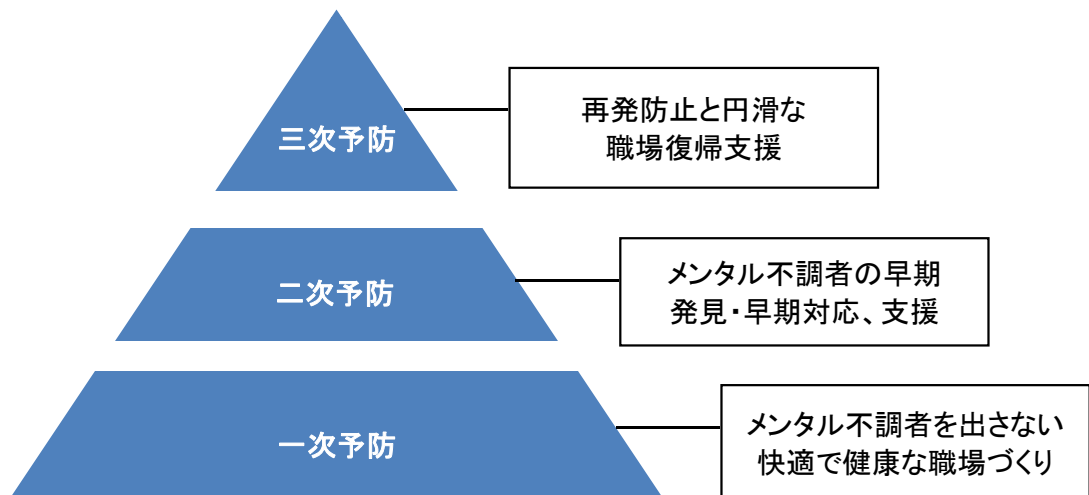 三次予防
再発防止と円滑な
職場復帰支援
二次予防
メンタル不調者の早期
発見・早期対応、支援
一次予防
メンタル不調者を出さない
快適で健康な職場づくり